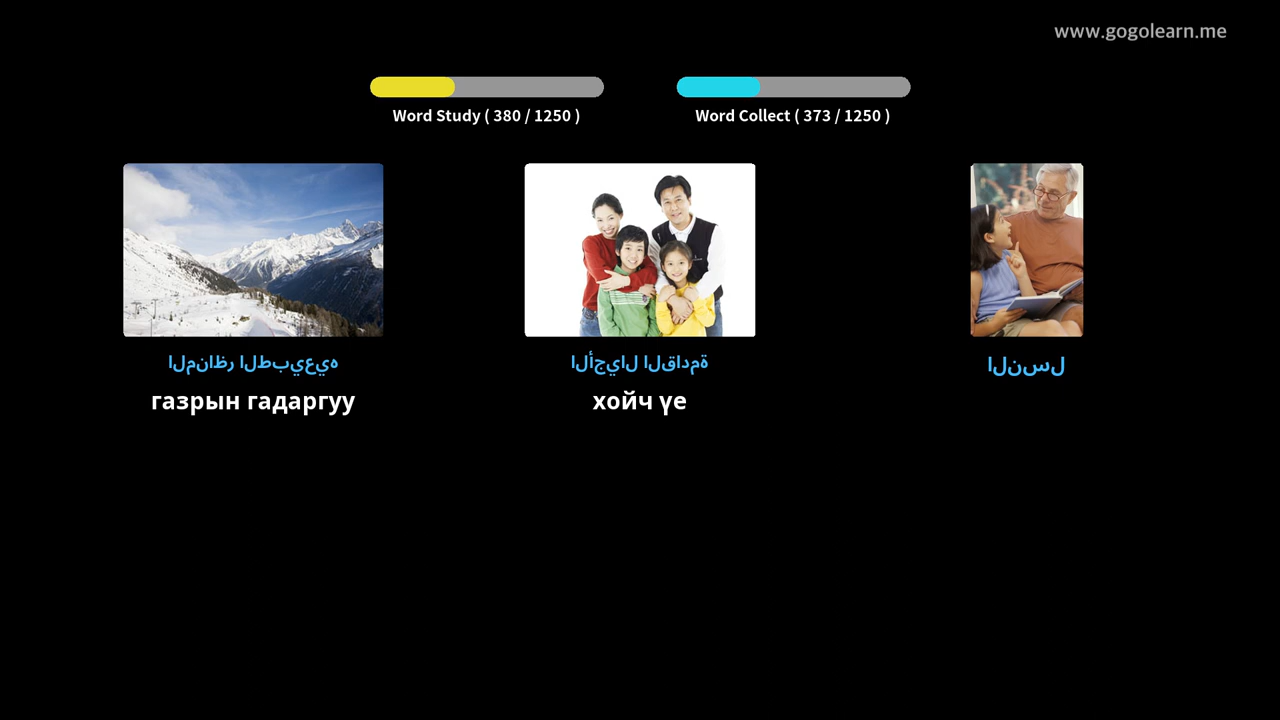 www.gogolearn.me
Word Study ( 380 / 1250 )
Word Collect ( 373 / 1250 )
المناظر الطبيعيه
газрын гадаргуу
الأجيال القادمة
хойч үе
النسل